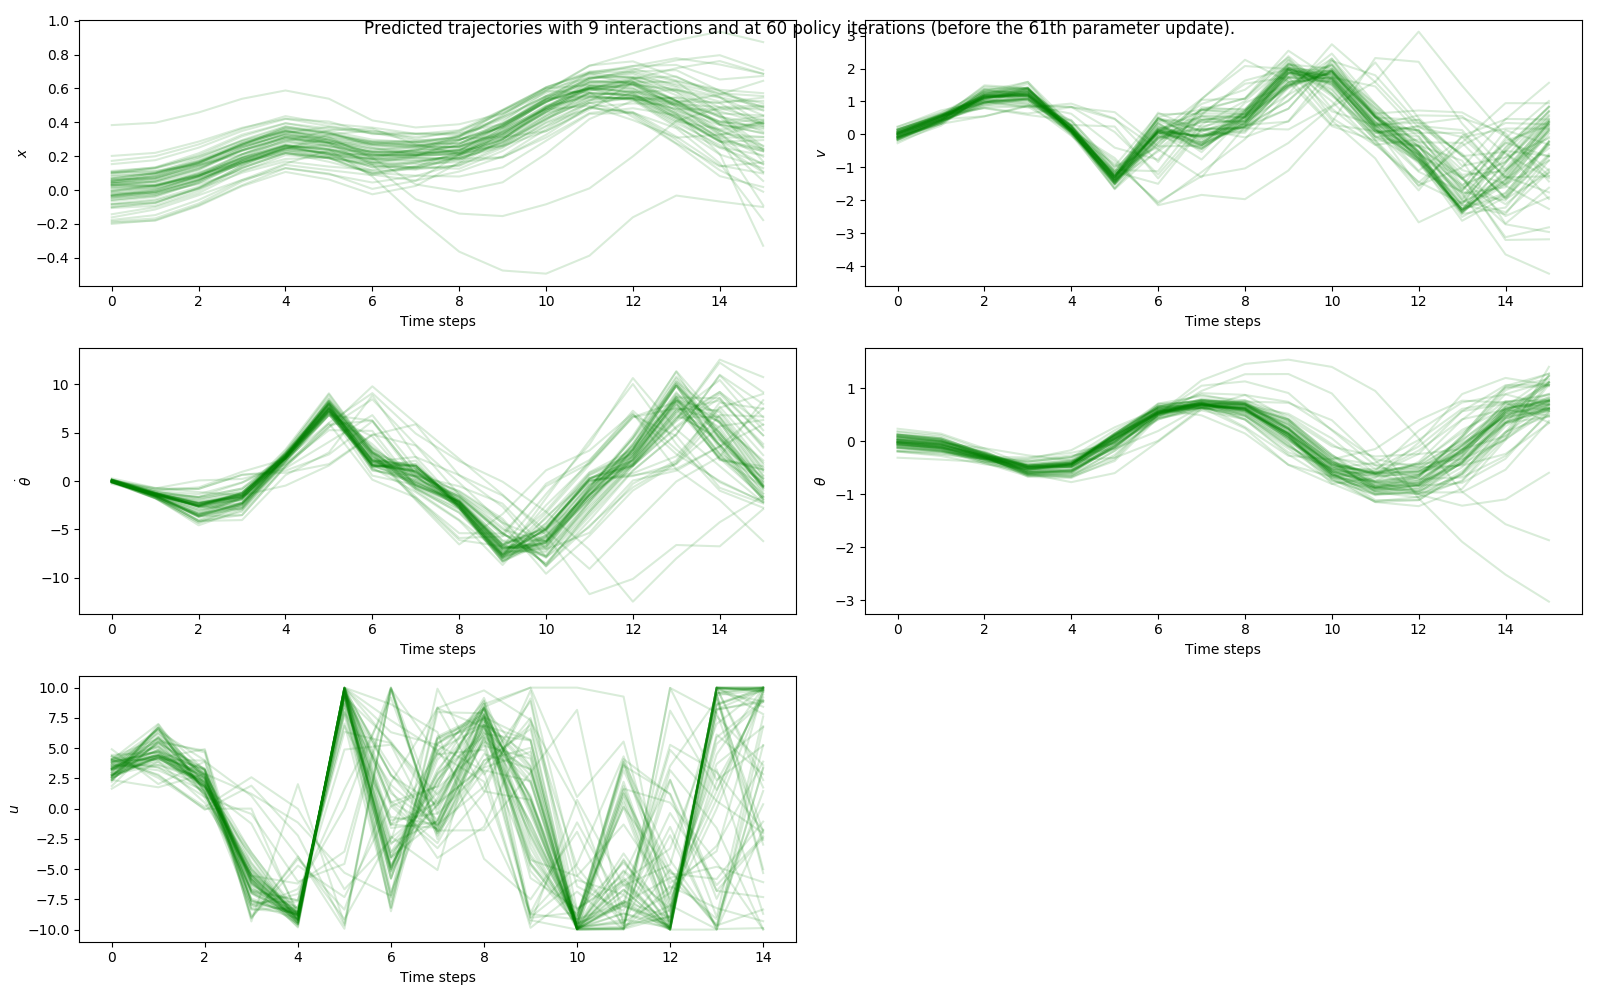 Predicted trajectories with 9 interactions and at 60 policy iterations (before the 61th parameter update).
1.0
0.8
0.6
0.4
0.2
0.0
−0.2
−0.4
x
0 2 4 6 8 10 12 14
Time steps
3
2
1
0
−1
−2
−3
−4
v
0 2 4 6 8 10 12 14
Time steps
10
5
0
−5
−10
θ̇
0 2 4 6 8 10 12 14
Time steps
1
0
−1
−2
−3
θ
0 2 4 6 8 10 12 14
Time steps
10.0
7.5
5.0
2.5
0.0
−2.5
−5.0
−7.5
−10.0
u
0 2 4 6 8 10 12 14
Time steps